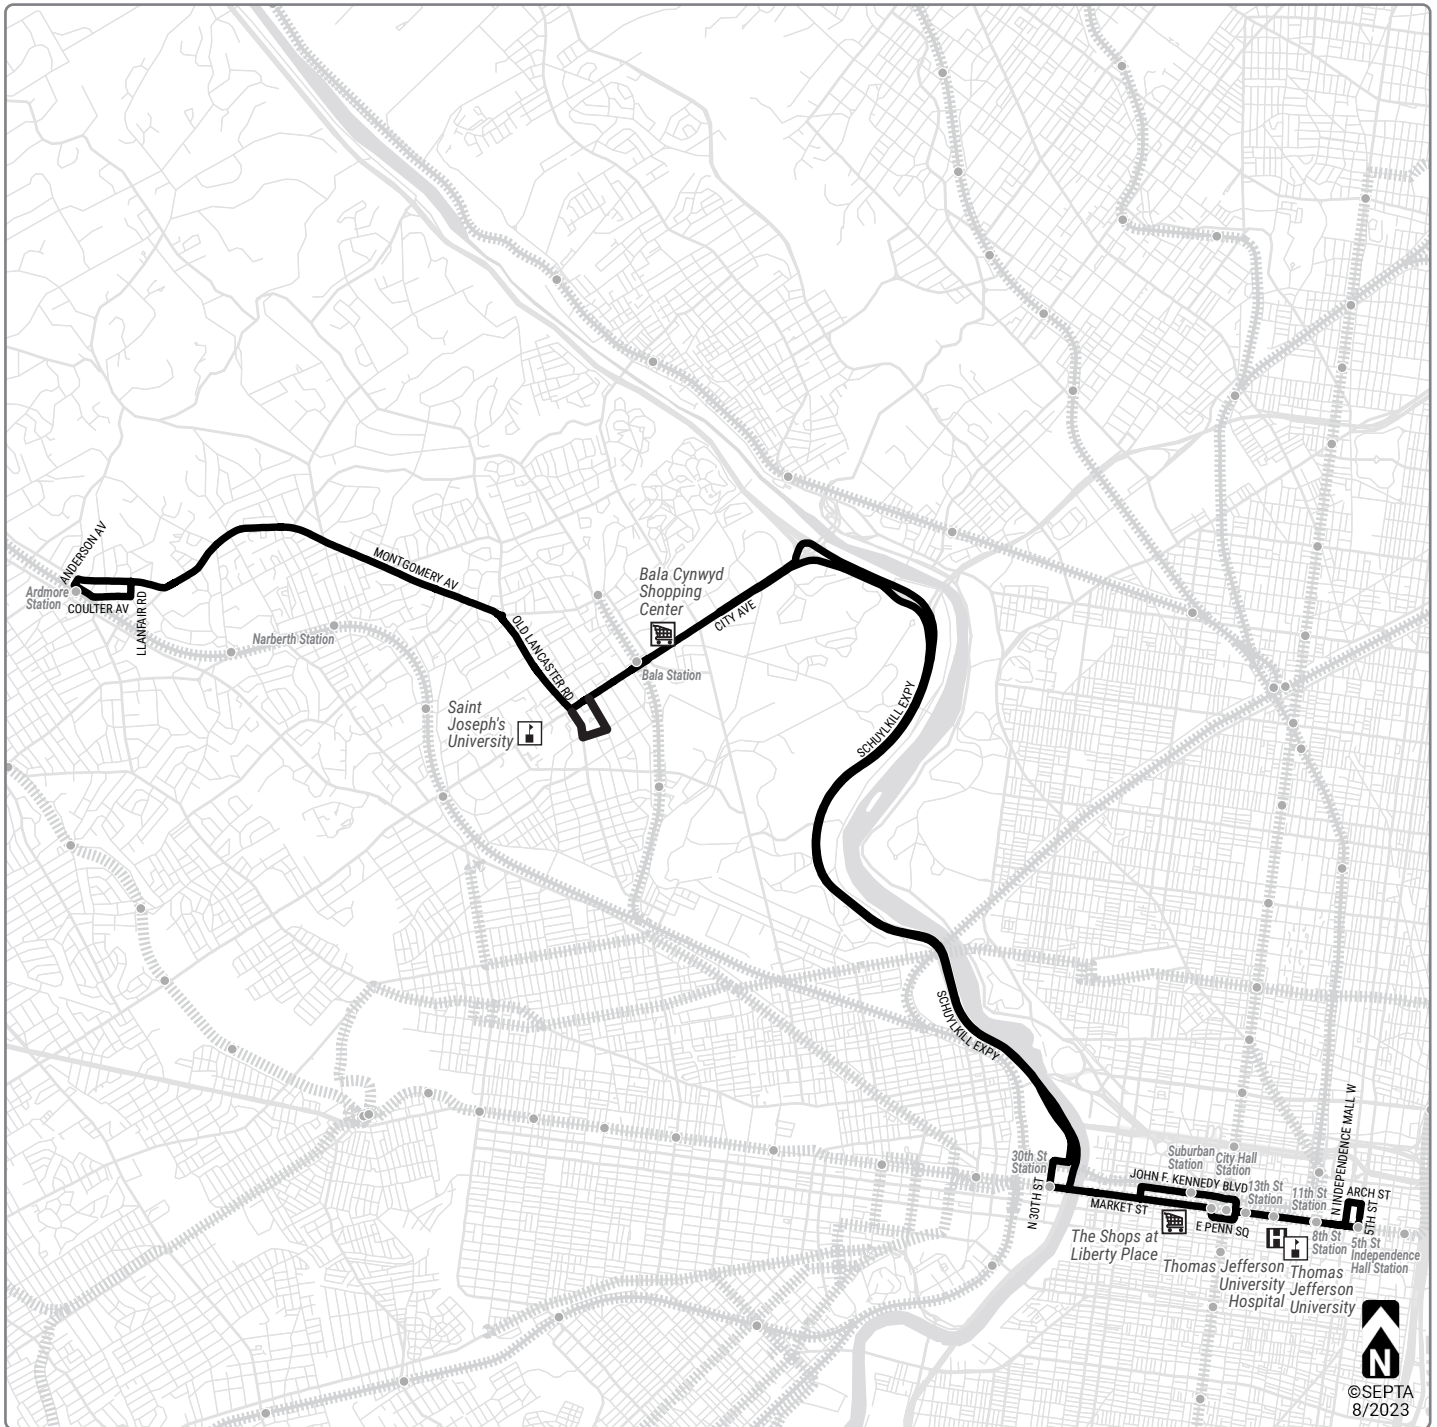 ANDERSON AV
Ardmore
Station
COULTER AV
LLANFAIR RD
Narberth Station
MONTGOMERY AV
OLD LANCASTER RD
Saint
Joseph's
University
Bala Cynwyd
Shopping
Center
CITY AVE
Bala Station
SCHUYLKILL EXPY
SCHUYLKILL EXPY
30th St
Station
N 30TH ST
MARKET ST
JOHN F. KENNEDY BLVD
Suburban
Station
City Hall
Station
13th St
Station
11th St
Station
N INDEPENDENCE MALL W
ARCH ST
5TH ST
E PENN SQ
8th St
Station
5th St
Independence
Hall Station
The Shops at
Liberty Place
Thomas Jefferson
University
Hospital
H
Thomas
Jefferson
University
N
©SEPTA
8/2023